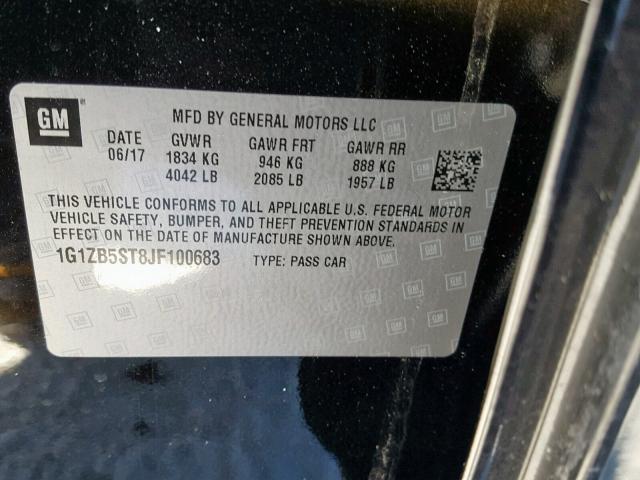 GM
MFD BY GENERAL MOTORS LLC
DATE GVWR GAWR FRT GAWR RR
06/17 1834 KG 946 KG 888 KG
4042 LB 2085 LB 1957 LB
THIS VEHICLE CONFORMS TO ALL APPLICABLE U.S. FEDERAL MOTOR
VEHICLE SAFETY, BUMPER, AND THEFT PREVENTION STANDARDS IN
EFFECT ON THE DATE OF MANUFACTURE SHOWN ABOVE.
1G1ZB5ST8JF100683 TYPE: PASS CAR